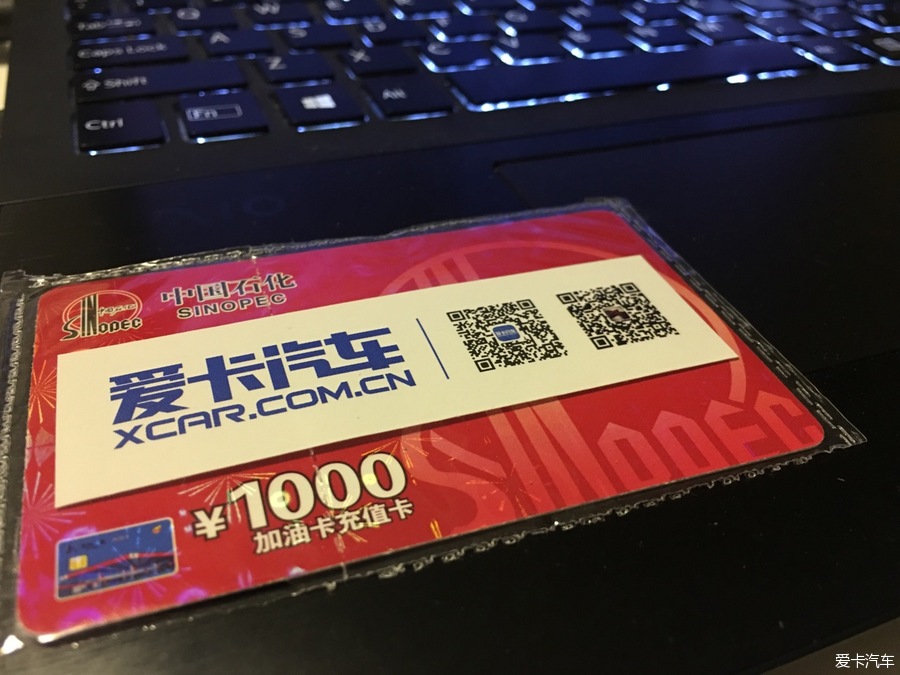 Q
W
Caps Lock
A
S
Shift
Z
X
C
V
Ctrl
Fn
Alt
SINOPEC
中国石化
SINOPEC
爱卡汽车
XCAR.COM.CN
SINOPEC
¥1000
加油卡充值卡
爱卡汽车